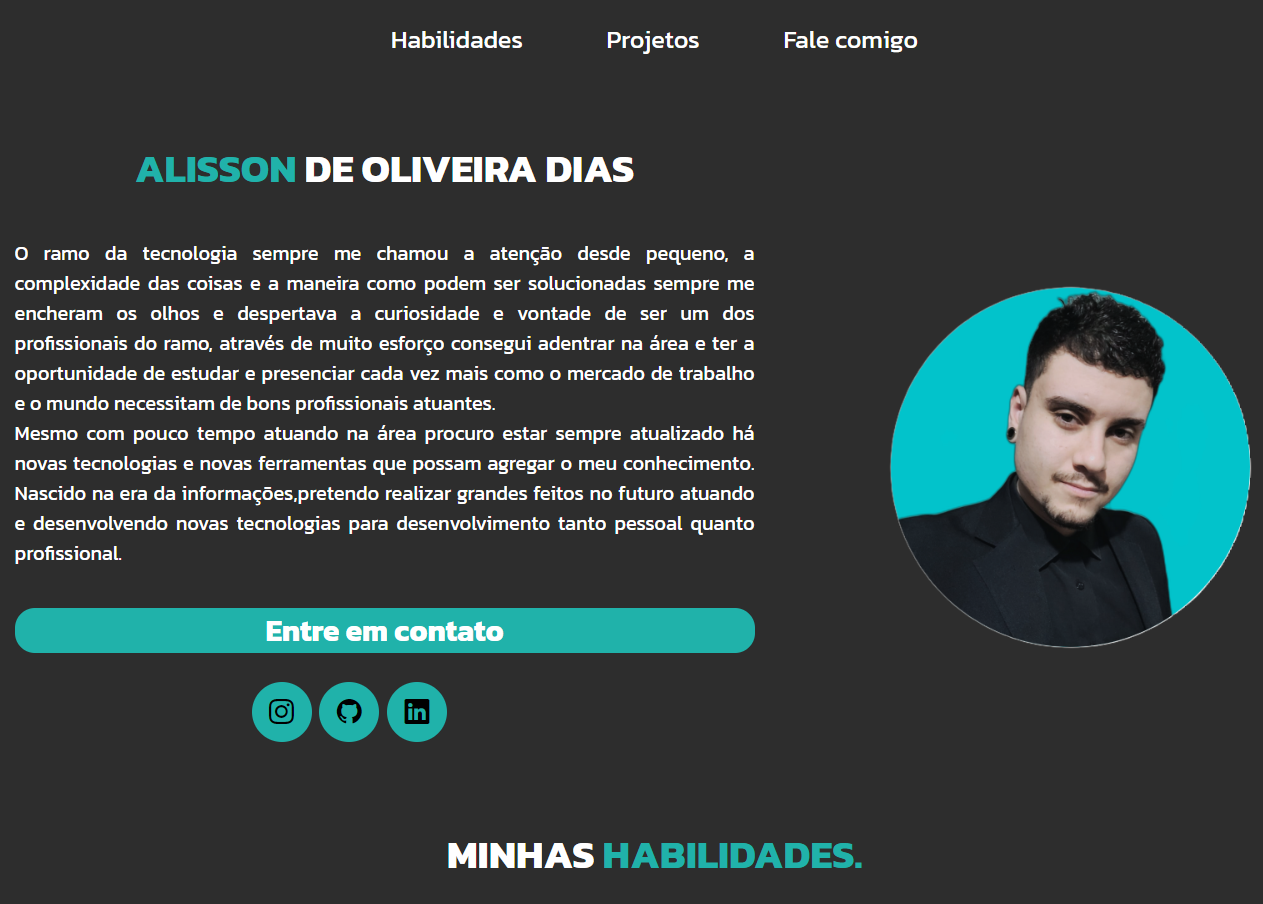 Habilidades Projetos Fale comigo
ALISSON DE OLIVEIRA DIAS
O ramo da tecnologia sempre me chamou a atenção desde pequeno, a
complexidade das coisas e a maneira como podem ser solucionadas sempre me
encheram os olhos e despertava a curiosidade e vontade de ser um dos
profissionais do ramo, através de muito esforço consegui adentrar na área e ter a
oportunidade de estudar e presenciar cada vez mais como o mercado de trabalho
e o mundo necessitam de bons profissionais atuantes.
Mesmo com pouco tempo atuando na área procuro estar sempre atualizado há
novas tecnologias e novas ferramentas que possam agregar o meu conhecimento.
Nascido na era da informações,pretendo realizar grandes feitos no futuro atuando
e desenvolvendo novas tecnologias para desenvolvimento tanto pessoal quanto
profissional.
Entre em contato
MINHAS HABILIDADES.